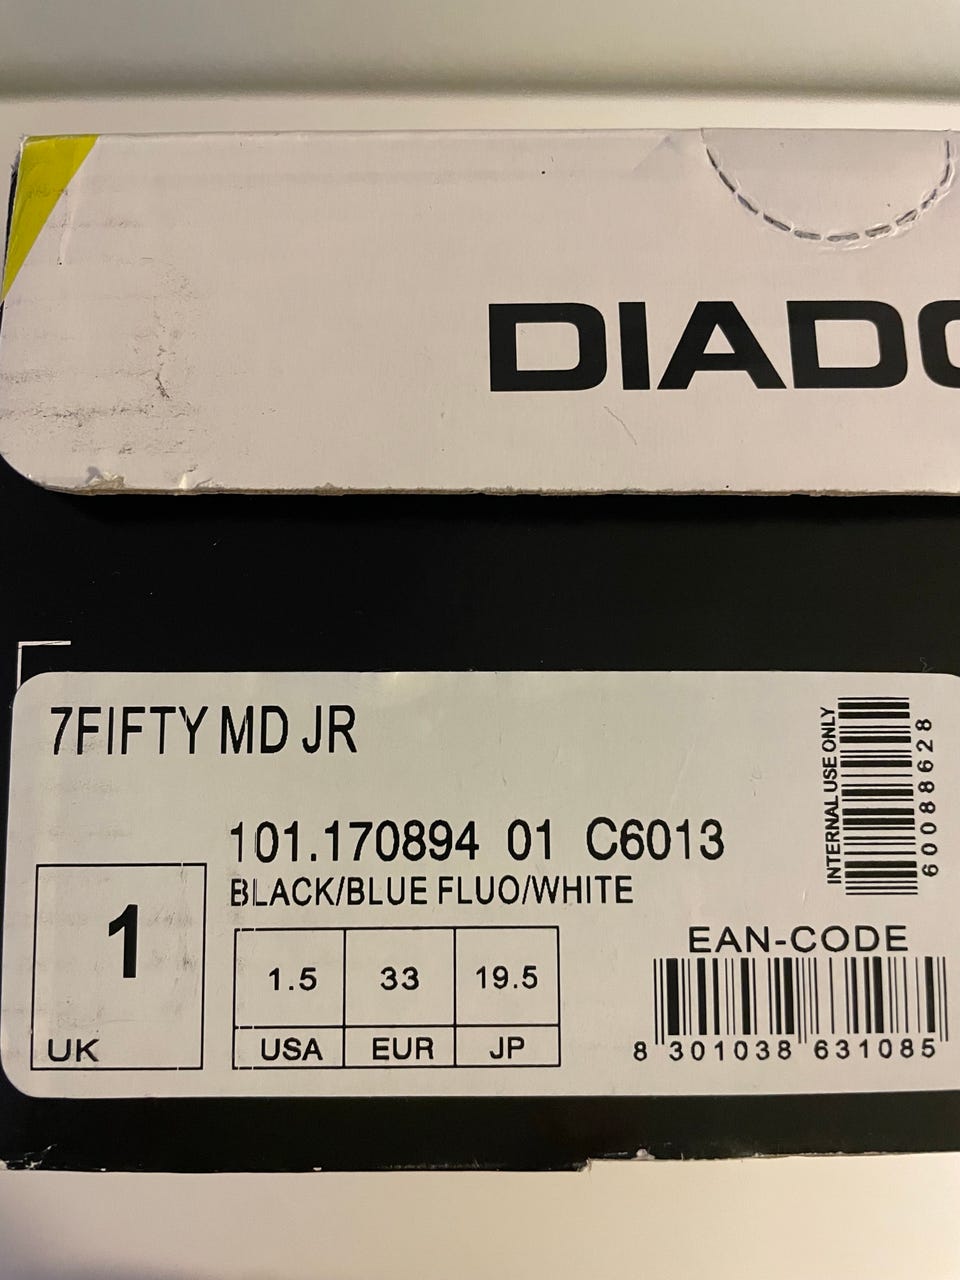 DIADO
7FIFTY MD JR
101.170894 01 C6013
BLACK/BLUE FLUO/WHITE
1
UK
1.5 33 19.5
USA EUR JP
INTERNAL USE ONLY
60088628
EAN-CODE
8 301038 631085